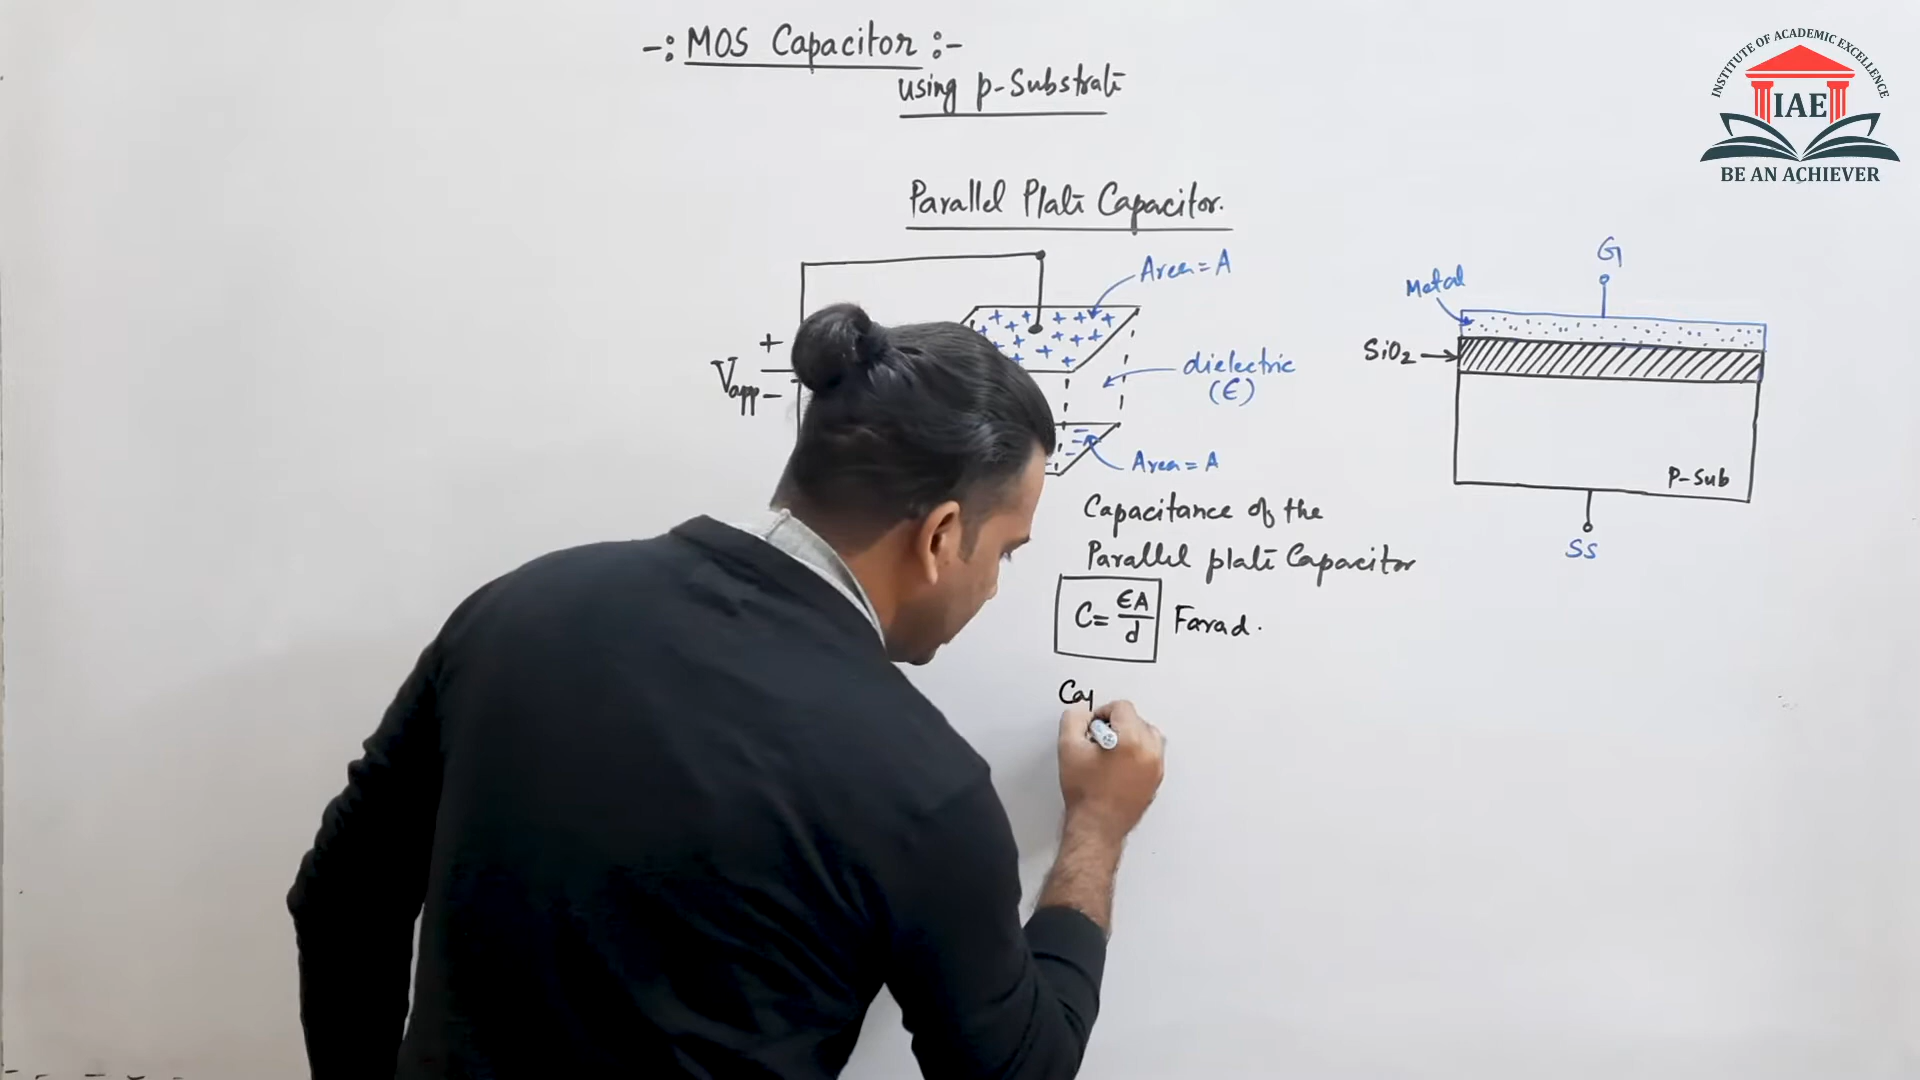 -: MOS Capacitor :-
using p-Substrate
Parallel Plate Capacitor.
Area = A
+
Vapp
-
dielectric
(ϵ)
Area = A
Capacitance of the
Parallel plate Capacitor
C = ϵA/d Farad.
Cap
G
Metal
SiO2
P-Sub
SS
INSTITUTE OF ACADEMIC EXCELLENCE
IAE
BE AN ACHIEVER